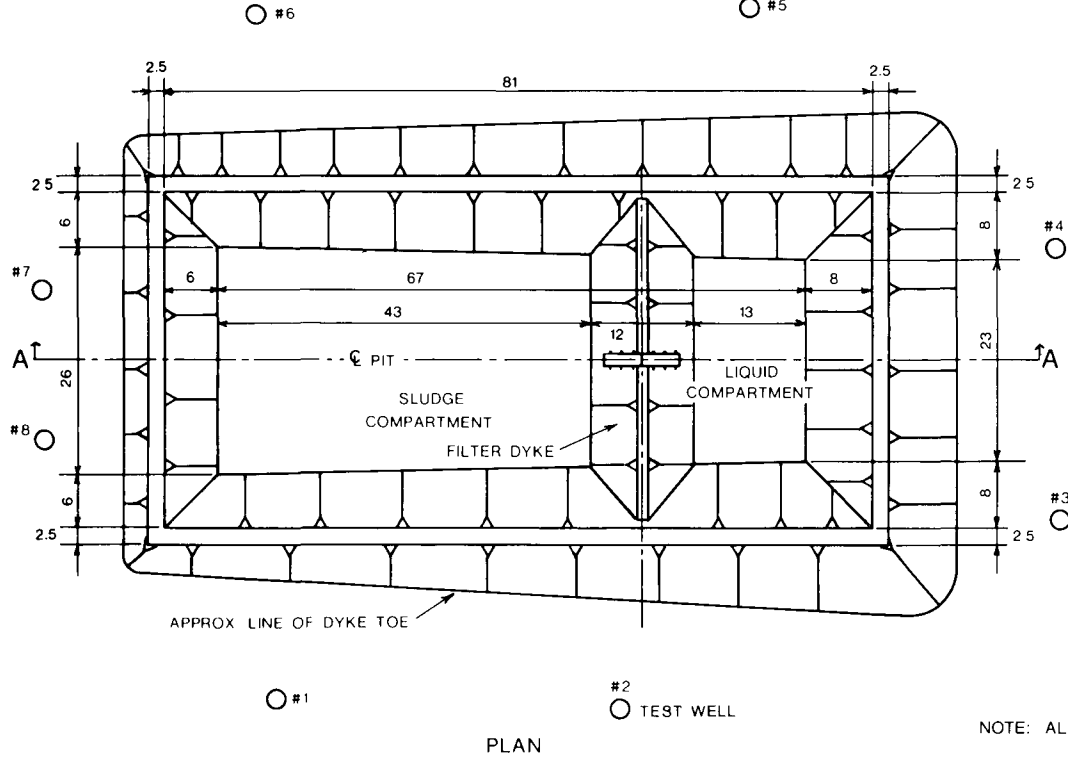 #6
#5
2.5
81
2.5
2 5
2 5
6
8
#4
#7
6
67
8
43
12
13
A
℄ PIT
A
26
23
LIQUID
COMPARTMENT
SLUDGE
COMPARTMENT
#8
FILTER DYKE
6
8
#3
2.5
2 5
APPROX LINE OF DYKE TOE
#1
#2
TEST WELL
NOTE: AL
PLAN